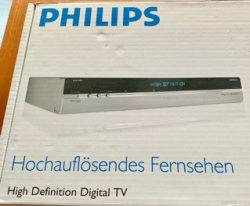 PHILIPS
Hochauflösendes Fernsehen
High Definition Digital TV